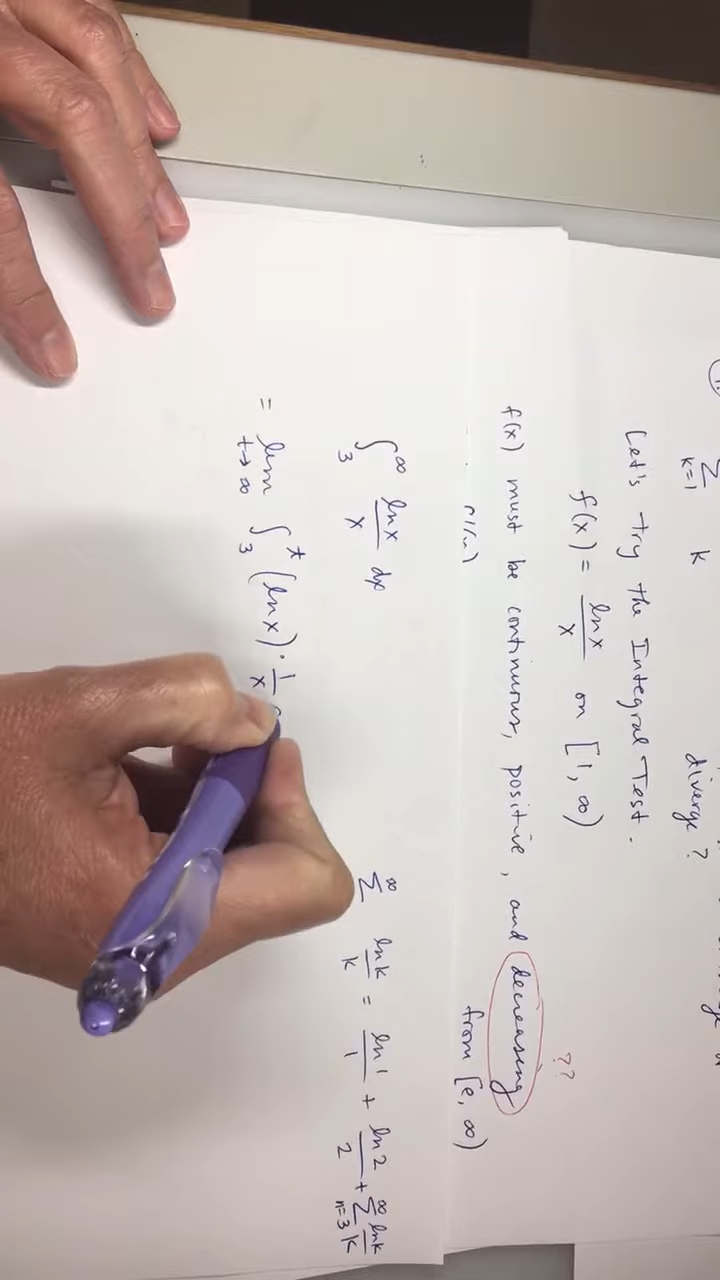 ∑ k=1 k diverge?
Let's try the Integral Test.
f(x) = ln x / x on [1, ∞)
f(x) must be continuous, positive, and decreasing ??
from [e, ∞)
∫₃^∞ ln x / x dx
∑^∞ ln k / k = ln 1 / 1 + ln 2 / 2 + ∑_{n=3}^∞ ln k / k
= lim_{t→∞} ∫₃^t (ln x) · 1/x